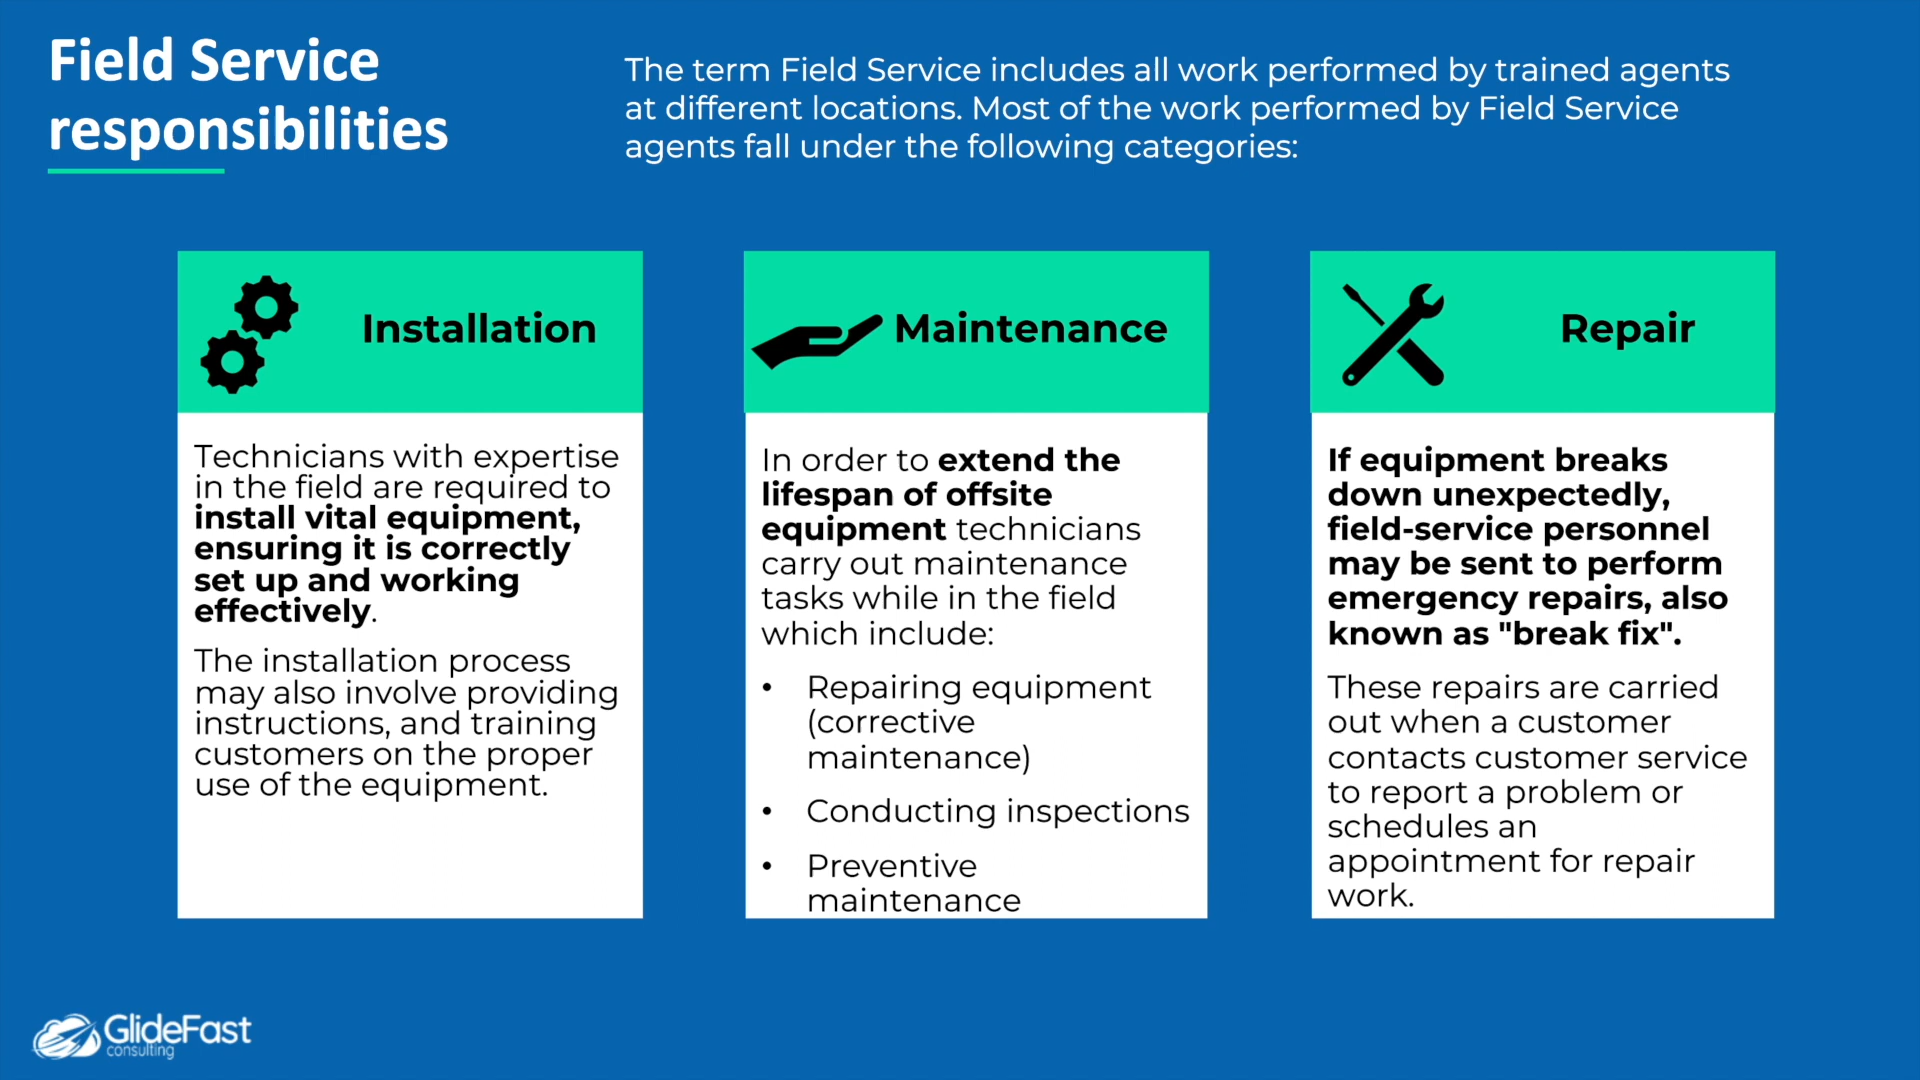 Field Service
responsibilities
The term Field Service includes all work performed by trained agents
at different locations. Most of the work performed by Field Service
agents fall under the following categories:
Installation
Technicians with expertise
in the field are required to
install vital equipment,
ensuring it is correctly
set up and working
effectively.
The installation process
may also involve providing
instructions, and training
customers on the proper
use of the equipment.
Maintenance
In order to extend the
lifespan of offsite
equipment technicians
carry out maintenance
tasks while in the field
which include:
• Repairing equipment
(corrective
maintenance)
• Conducting inspections
• Preventive
maintenance
Repair
If equipment breaks
down unexpectedly,
field-service personnel
may be sent to perform
emergency repairs, also
known as "break fix".
These repairs are carried
out when a customer
contacts customer service
to report a problem or
schedules an
appointment for repair
work.
GlideFast
consulting